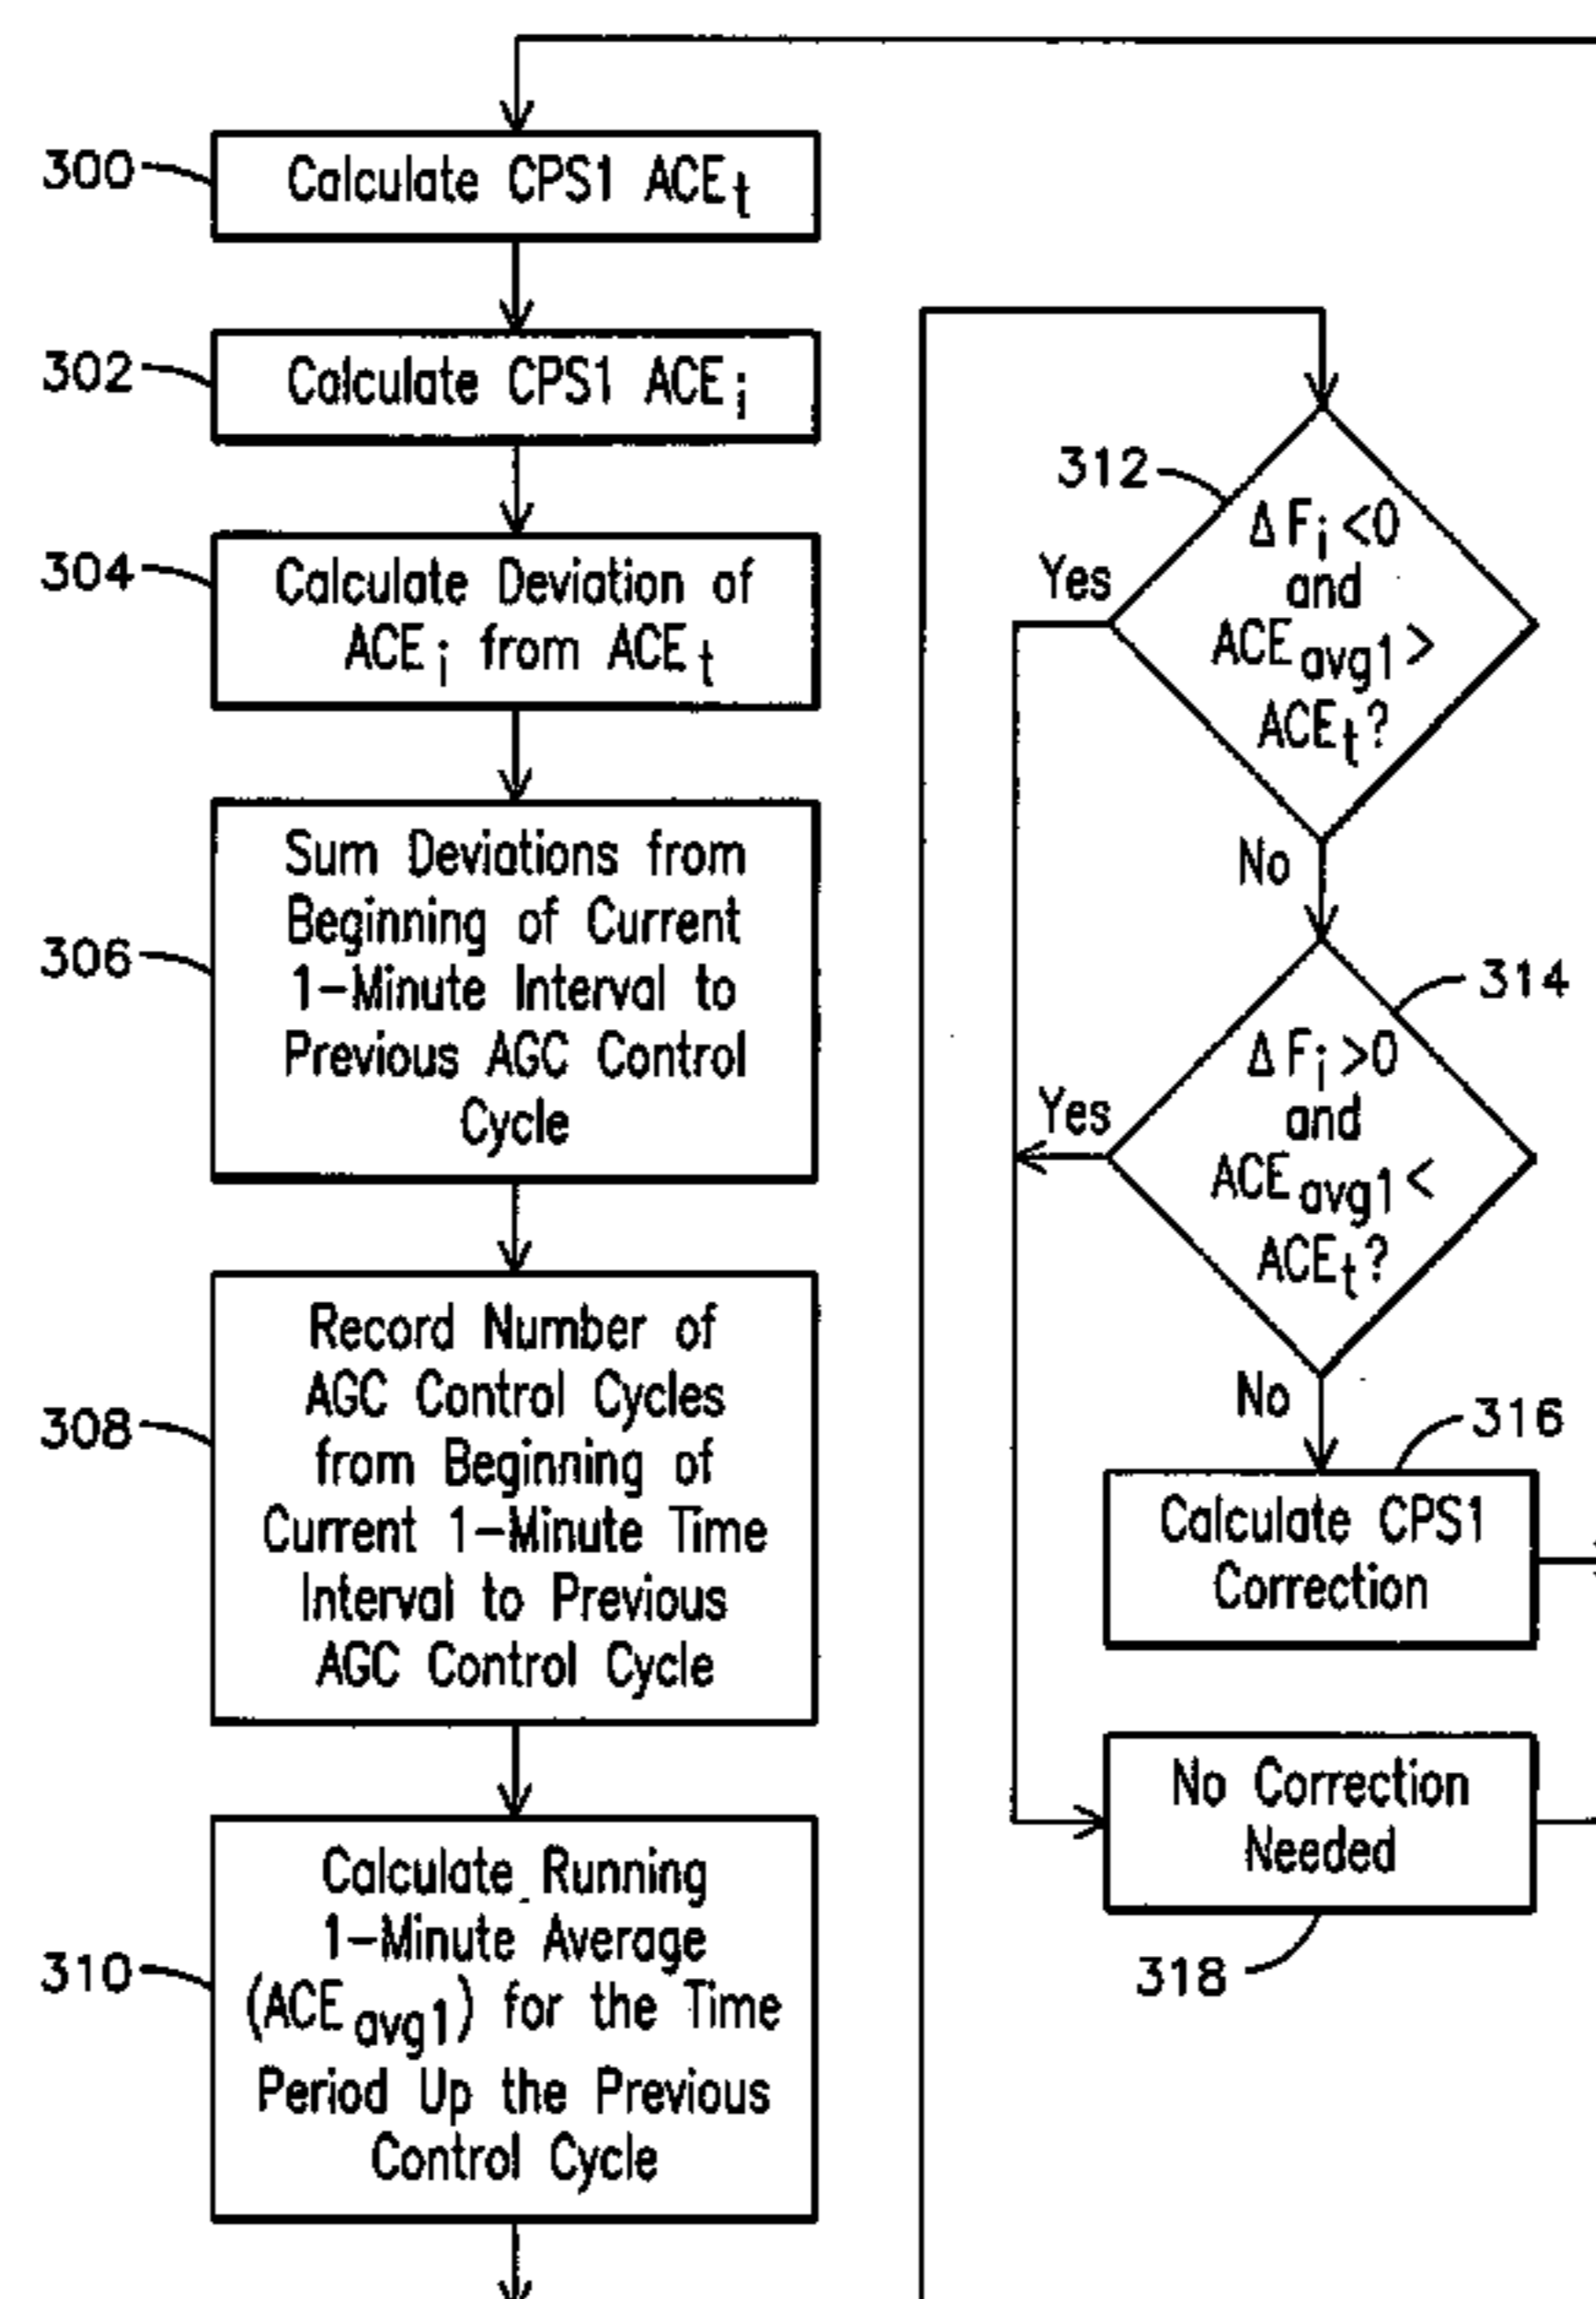 300
Calculate CPS1 ACEt
302
Calculate CPS1 ACEi
304
Calculate Deviation of
ACEi from ACEt
306
Sum Deviations from
Beginning of Current
1-Minute Interval to
Previous AGC Control
Cycle
308
Record Number of
AGC Control Cycles
from Beginning of
Current 1-Minute Time
Interval to Previous
AGC Control Cycle
310
Calculate Running
1-Minute Average
(ACEavg1) for the Time
Period Up the Previous
Control Cycle
312
ΔFi<0
and
ACEavg1>
ACEt?
Yes
No
314
ΔFi>0
and
ACEavg1<
ACEt?
Yes
No
316
Calculate CPS1
Correction
No Correction
Needed
318